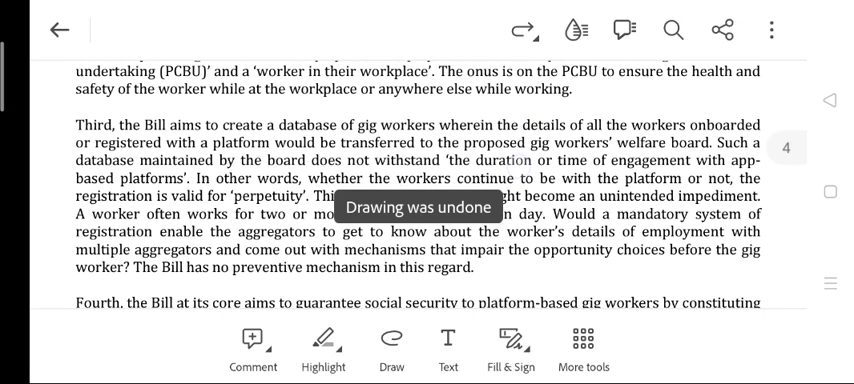 undertaking (PCBU)' and a 'worker in their workplace'. The onus is on the PCBU to ensure the health and
safety of the worker while at the workplace or anywhere else while working.
Third, the Bill aims to create a database of gig workers wherein the details of all the workers onboarded
or registered with a platform would be transferred to the proposed gig workers' welfare board. Such a
4
database maintained by the board does not withstand 'the duration or time of engagement with app-
based platforms'. In other words, whether the workers continue to be with the platform or not, the
registration is valid for 'perpetuity'. become an unintended impediment.
Drawing was undone
A worker often works for two or day. Would a mandatory system of
registration enable the aggregators to get to know about the worker's details of employment with
multiple aggregators and come out with mechanisms that impair the opportunity choices before the gig
worker? The Bill has no preventive mechanism in this regard.
Fourth, the Bill at its core aims to guarantee social security to platform-based gig workers by constituting
Comment Highlight Draw Text Fill & Sign More tools